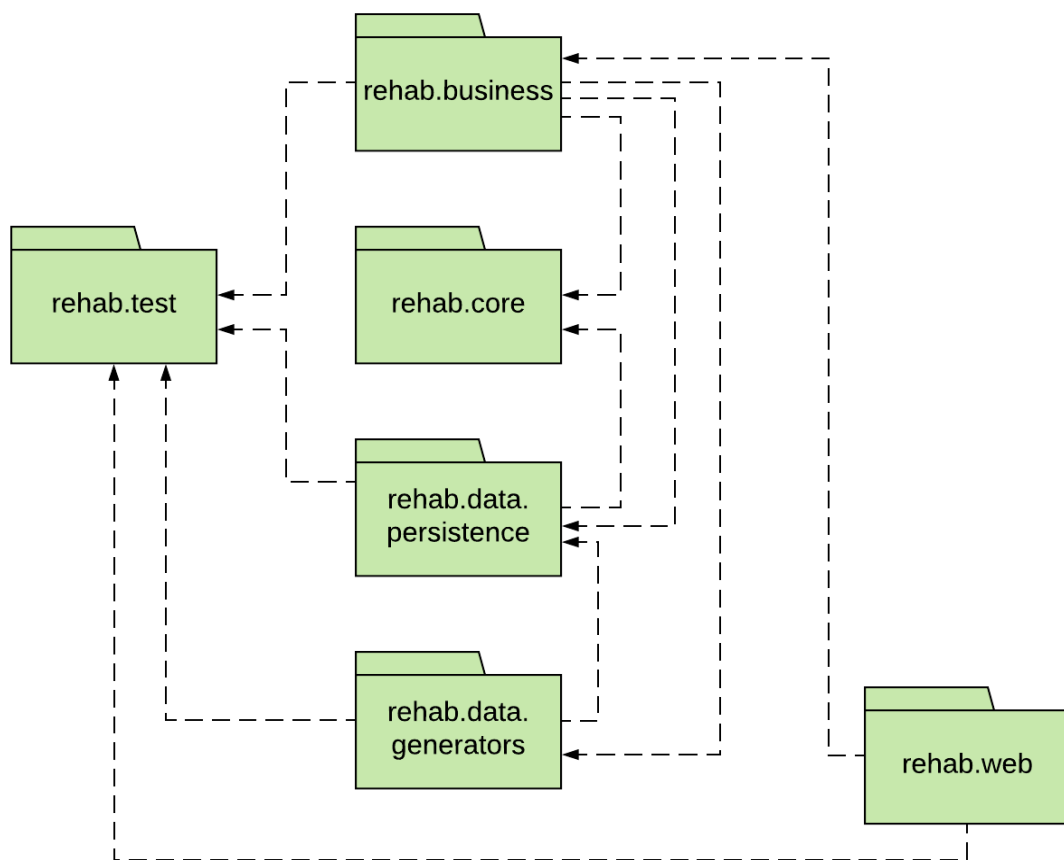 rehab.business
rehab.test
rehab.core
rehab.data.
persistence
rehab.data.
generators
rehab.web